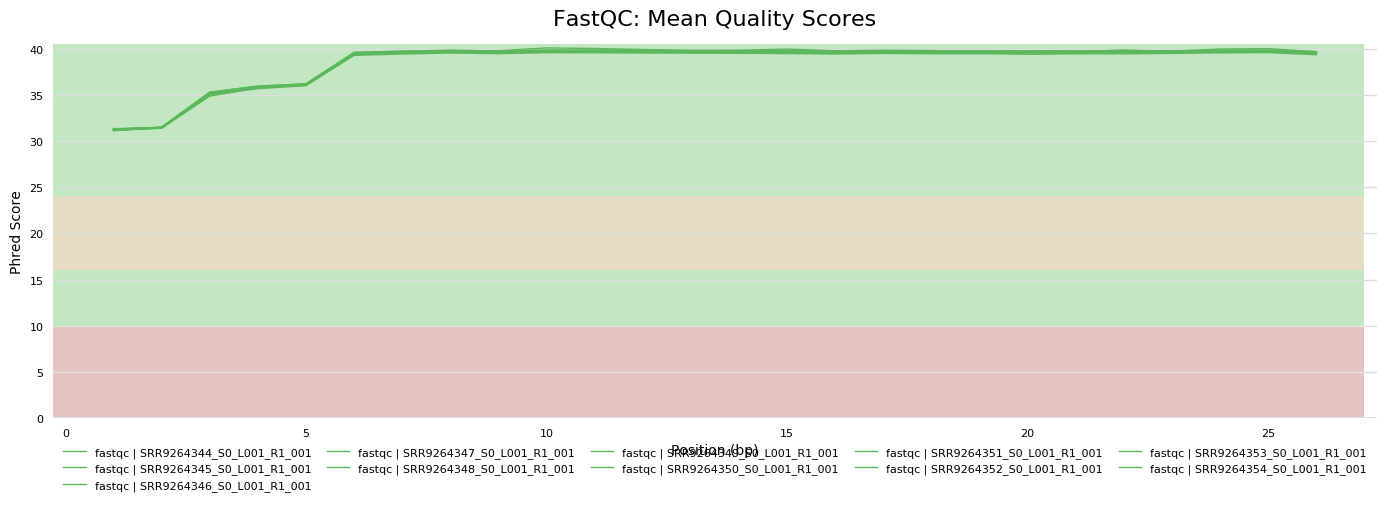 FastQC: Mean Quality Scores
Phred Score
40
35
30
25
20
15
10
5
0
0 5 10 15 20 25
Position (bp)
fastqc | SRR9264344_S0_L001_R1_001 fastqc | SRR9264347_S0_L001_R1_001 fastqc | SRR9264349_S0_L001_R1_001 fastqc | SRR9264351_S0_L001_R1_001 fastqc | SRR9264353_S0_L001_R1_001
fastqc | SRR9264345_S0_L001_R1_001 fastqc | SRR9264348_S0_L001_R1_001 fastqc | SRR9264350_S0_L001_R1_001 fastqc | SRR9264352_S0_L001_R1_001 fastqc | SRR9264354_S0_L001_R1_001
fastqc | SRR9264346_S0_L001_R1_001